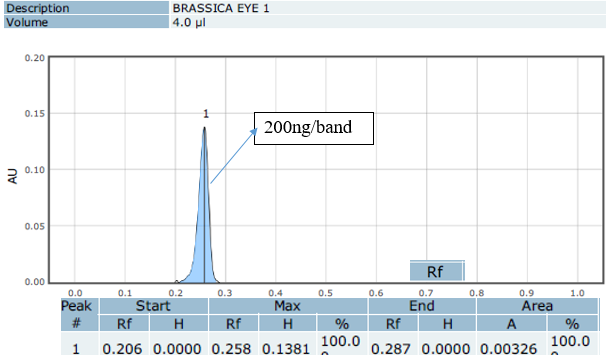 Description BRASSICA EYE 1
Volume 4.0 µl
0.20
0.15
0.10
0.05
0.00
AU
1
200ng/band
Rf
0.0 0.1 0.2 0.3 0.4 0.5 0.6 0.7 0.8 0.9 1.0
Peak Start Max End Area
# Rf H Rf H % Rf H A %
1 0.206 0.0000 0.258 0.1381 100.0 0.287 0.0000 0.00326 100.0